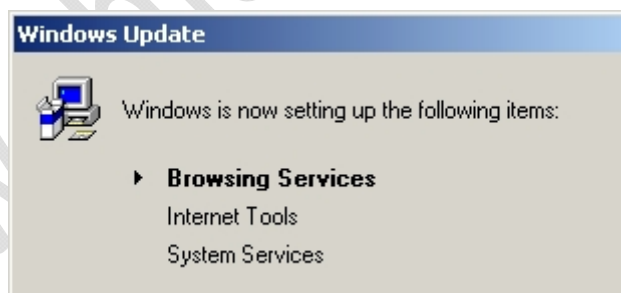 Windows Update
Windows is now setting up the following items:
Browsing Services
Internet Tools
System Services